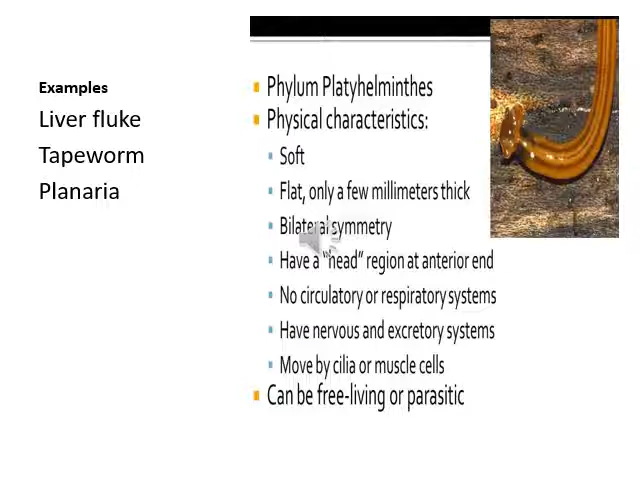 Examples
Liver fluke
Tapeworm
Planaria
Phylum Platyhelminthes
Physical characteristics:
Soft
Flat, only a few millimeters thick
Bilateral symmetry
Have a “head” region at anterior end
No circulatory or respiratory systems
Have nervous and excretory systems
Move by cilia or muscle cells
Can be free-living or parasitic